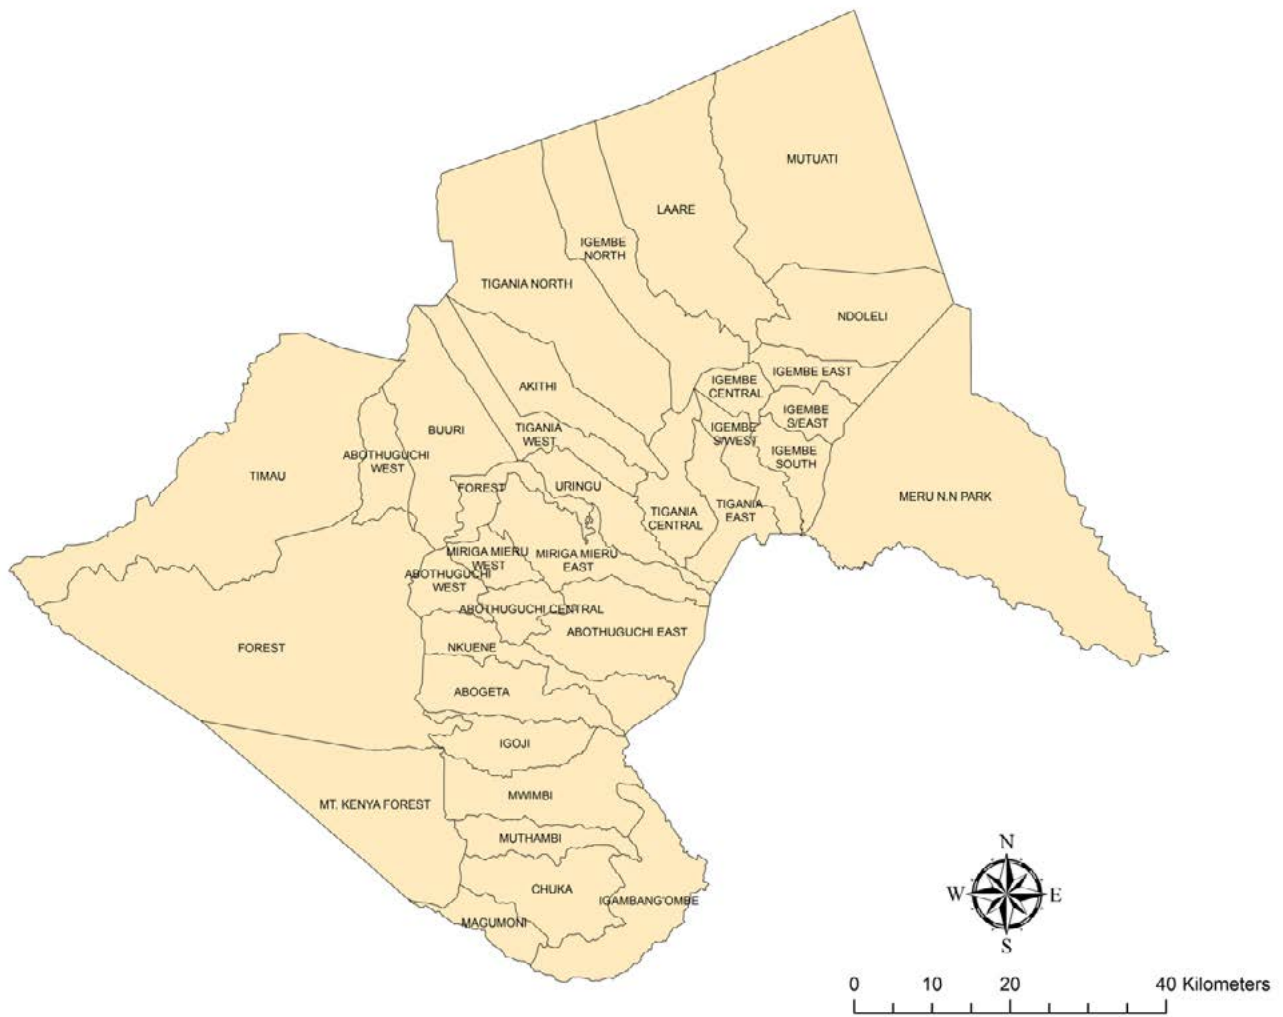 MUTUATI
LAARE
IGEMBE
NORTH
TIGANIA NORTH
NDOLELI
IGEMBE EAST
IGEMBE
CENTRAL
AKITHI
IGEMBE
S/EAST
TIGANIA
WEST
BUURI
IGEMBE
S/WEST
IGEMBE
SOUTH
ABOTHUGUCHI
WEST
TIMAU
FOREST
URINGU
MERU N.N PARK
TIGANIA
CENTRAL
TIGANIA
EAST
MIRIGA MIERU
WEST
MIRIGA MIERU
EAST
ABOTHUGUCHI
WEST
ABOTHUGUCHI CENTRAL
ABOTHUGUCHI EAST
FOREST
NKUENE
ABOGETA
IGOJI
MWIMBI
MT. KENYA FOREST
MUTHAMBI
CHUKA
IGAMBANG'OMBE
MAGUMONI
N
W E
S
0 10 20 40 Kilometers